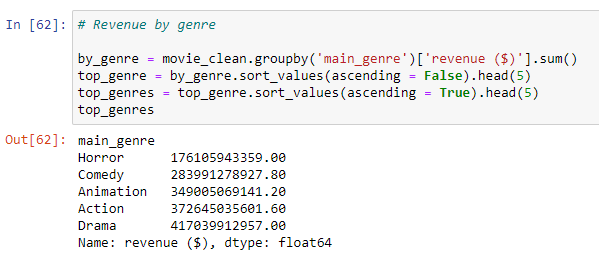 In [62]: # Revenue by genre
by_genre = movie_clean.groupby('main_genre')['revenue ($)'].sum()
top_genre = by_genre.sort_values(ascending = False).head(5)
top_genres = top_genre.sort_values(ascending = True).head(5)
top_genres
Out[62]: main_genre
Horror 176105943359.00
Comedy 283991278927.80
Animation 349005069141.20
Action 372645035601.60
Drama 417039912957.00
Name: revenue ($), dtype: float64